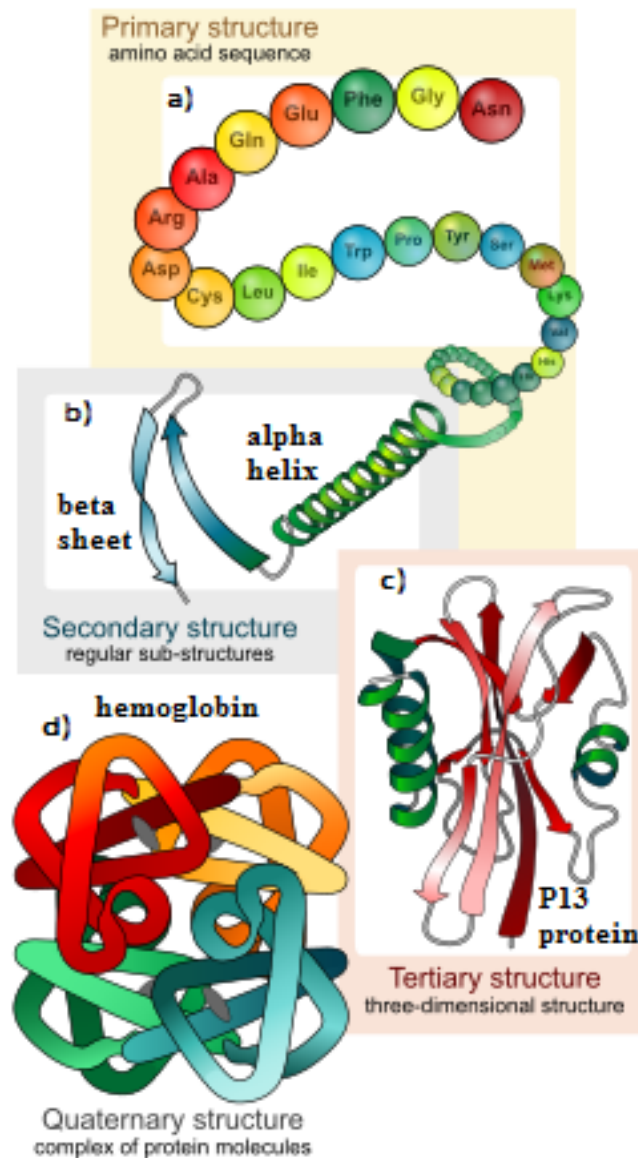 Primary structure
amino acid sequence
a)
Asn
Gly
Phe
Glu
Gln
Ala
Arg
Asp
Cys
Leu
Ile
Trp
Pro
Tyr
Ser
Met
Lys
His
b)
alpha
helix
beta
sheet
Secondary structure
regular sub-structures
c)
P13
protein
Tertiary structure
three-dimensional structure
hemoglobin
d)
Quaternary structure
complex of protein molecules